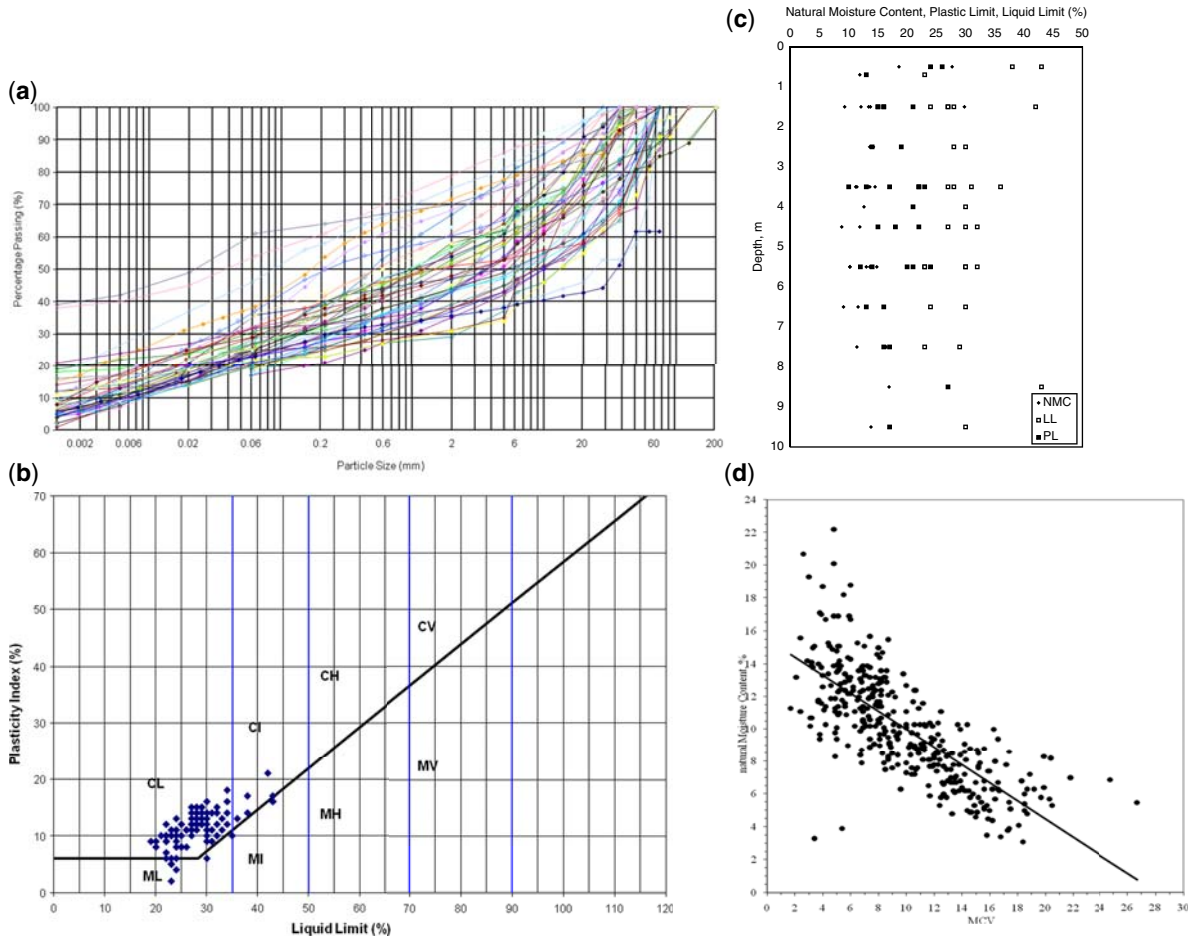 (a)
Percentage Passing (%)
100
90
80
70
60
50
40
30
20
10
0
0.002 0.006 0.02 0.06 0.2 0.6 2 6 20 60 200
Particle Size (mm)
(c)
Natural Moisture Content, Plastic Limit, Liquid Limit (%)
0 10 15 20 25 30 35 40 45 50
Depth, m
0
1
2
3
4
5
6
7
8
9
10
NMC
LL
PL
(b)
Plasticity Index (%)
70
60
50
40
30
20
10
0
CV
CH
CI
MV
CL
MH
MI
ML
0 10 20 30 40 50 60 70 80 90 100 110 120
Liquid Limit (%)
(d)
natural Moisture Content, %
24
22
20
18
16
14
12
10
8
6
4
2
0
0 2 4 6 8 10 12 14 16 18 20 22 24 26 28 30
MCV